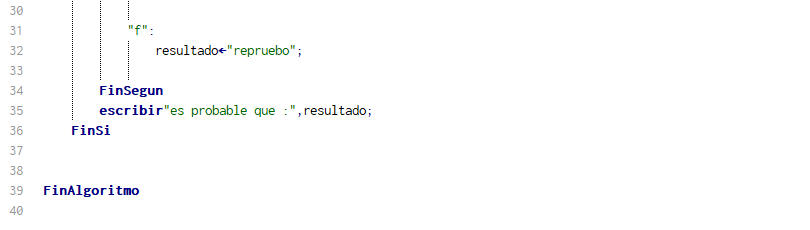 30
31 "f":
32 resultado←"repruebo";
33
34 FinSegun
35 escribir"es probable que :",resultado;
36 FinSi
37
38
39 FinAlgoritmo
40